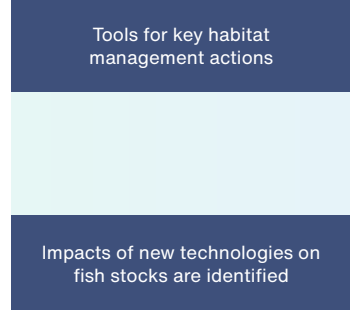 Tools for key habitat
management actions
Impacts of new technologies on
fish stocks are identified